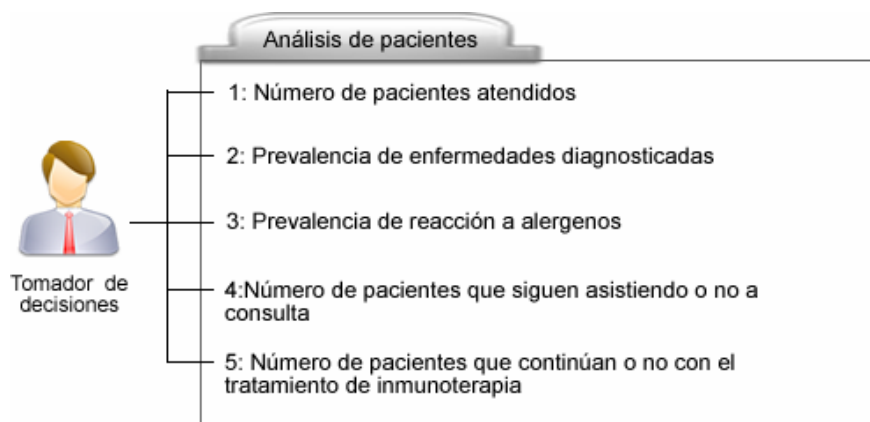 Análisis de pacientes
1: Número de pacientes atendidos
2: Prevalencia de enfermedades diagnosticadas
3: Prevalencia de reacción a alergenos
Tomador de
decisiones
4:Número de pacientes que siguen asistiendo o no a
consulta
5: Número de pacientes que continúan o no con el
tratamiento de inmunoterapia